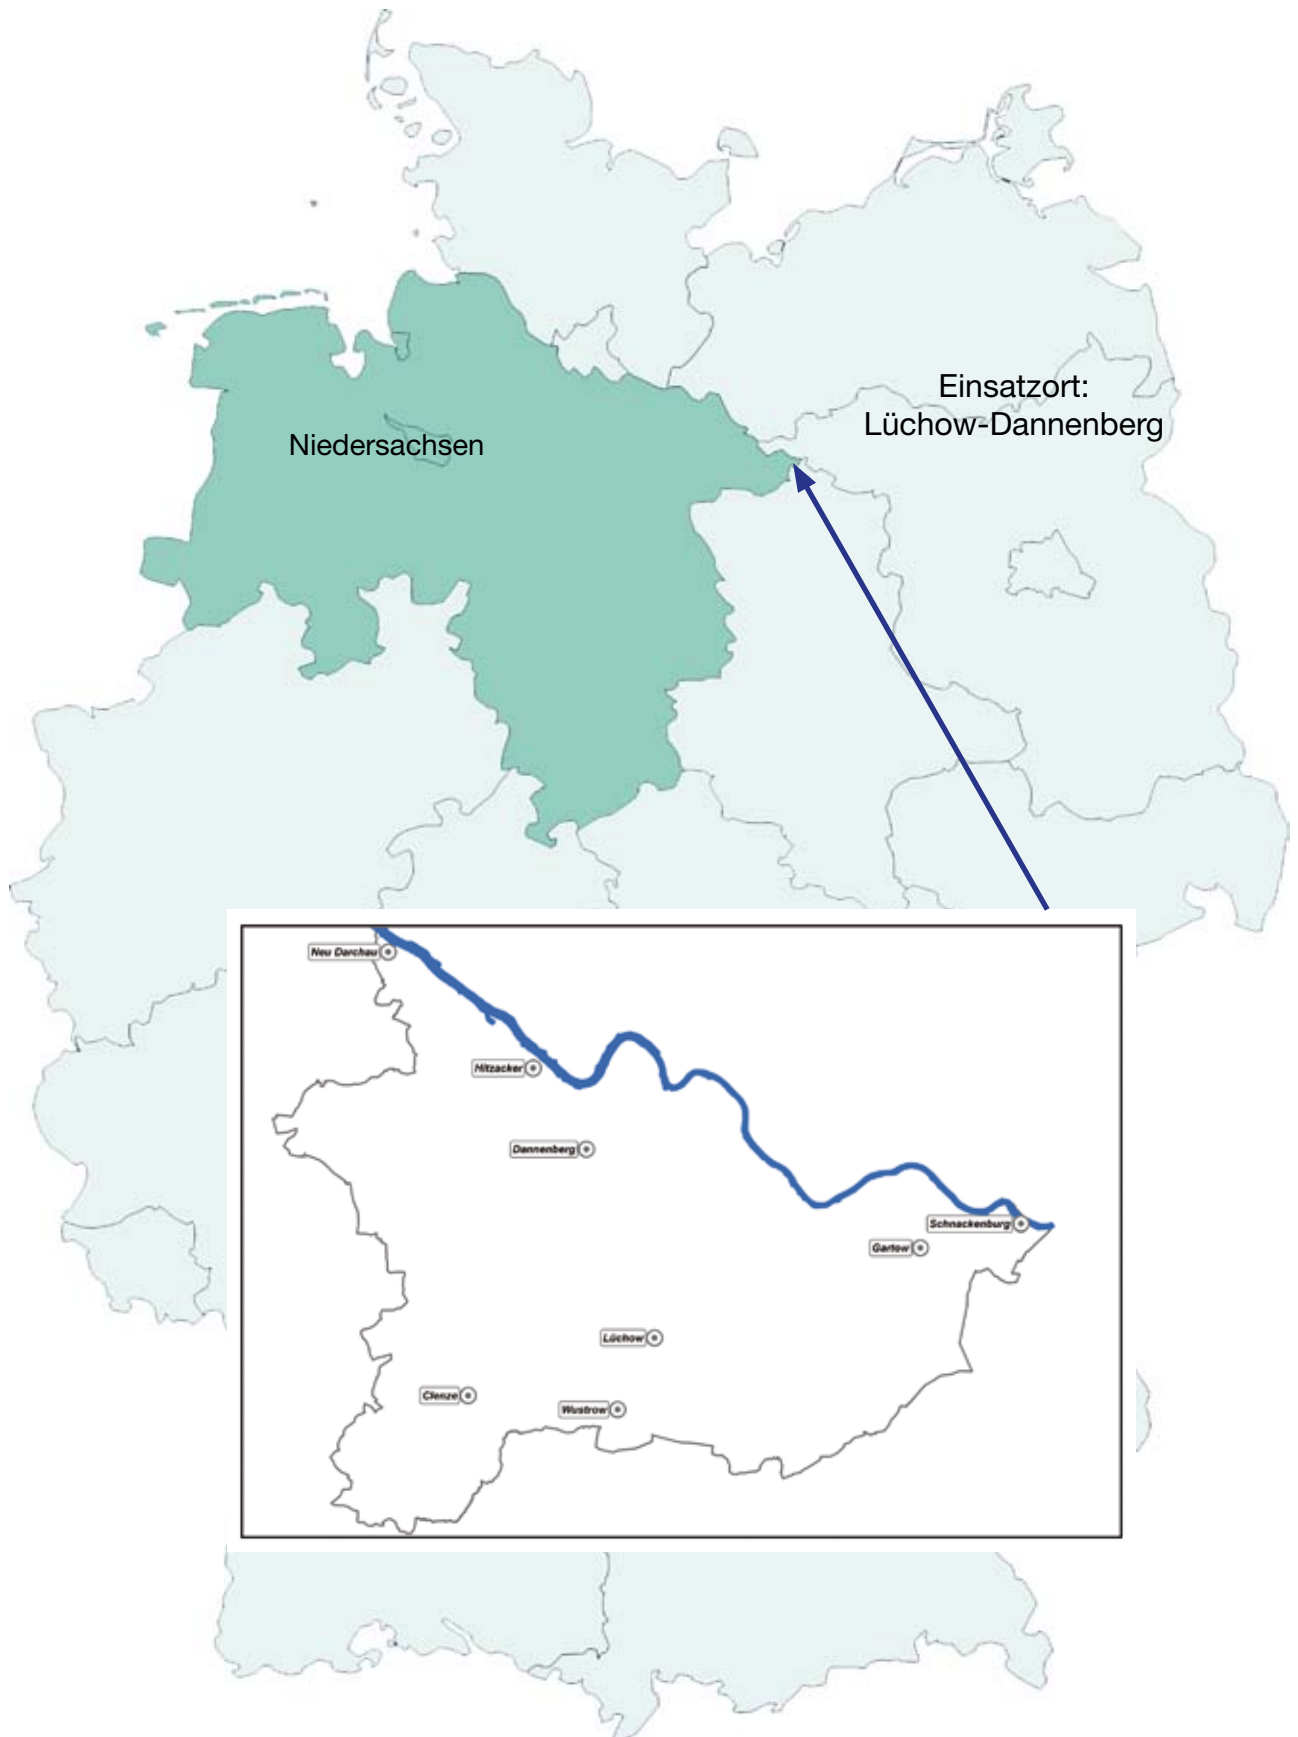 Einsatzort:
Lüchow-Dannenberg
Niedersachsen
Neu Darchau
Hitzacker
Dannenberg
Schnackenburg
Gartow
Lüchow
Clenze
Wustrow